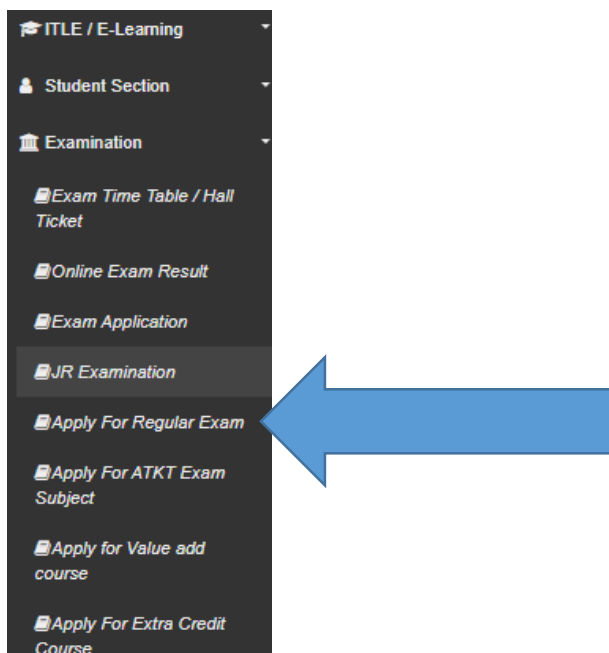 ITLE / E-Learning
Student Section
Examination
Exam Time Table / Hall
Ticket
Online Exam Result
Exam Application
JR Examination
Apply For Regular Exam
Apply For ATKT Exam
Subject
Apply for Value add
course
Apply For Extra Credit
Course